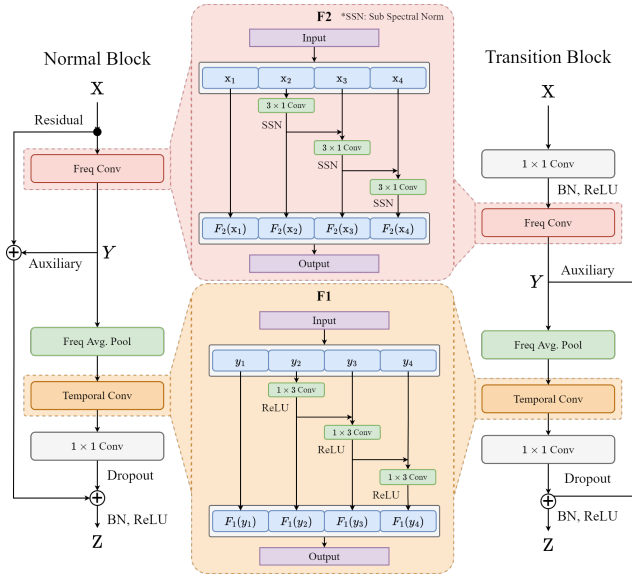 F2
*SSN: Sub Spectral Norm
Input
x1 x2 x3 x4
3 × 1 Conv
SSN
3 × 1 Conv
SSN
3 × 1 Conv
SSN
F2(x1) F2(x2) F2(x3) F2(x4)
Output
Normal Block
X
Residual
Freq Conv
Auxiliary
Y
Freq Avg. Pool
Temporal Conv
1 × 1 Conv
Dropout
BN, ReLU
Z
F1
Input
y1 y2 y3 y4
1 × 3 Conv
ReLU
1 × 3 Conv
ReLU
1 × 3 Conv
ReLU
F1(y1) F1(y2) F1(y3) F1(y4)
Output
Transition Block
X
1 × 1 Conv
BN, ReLU
Freq Conv
Y
Auxiliary
Freq Avg. Pool
Temporal Conv
1 × 1 Conv
Dropout
BN, ReLU
Z